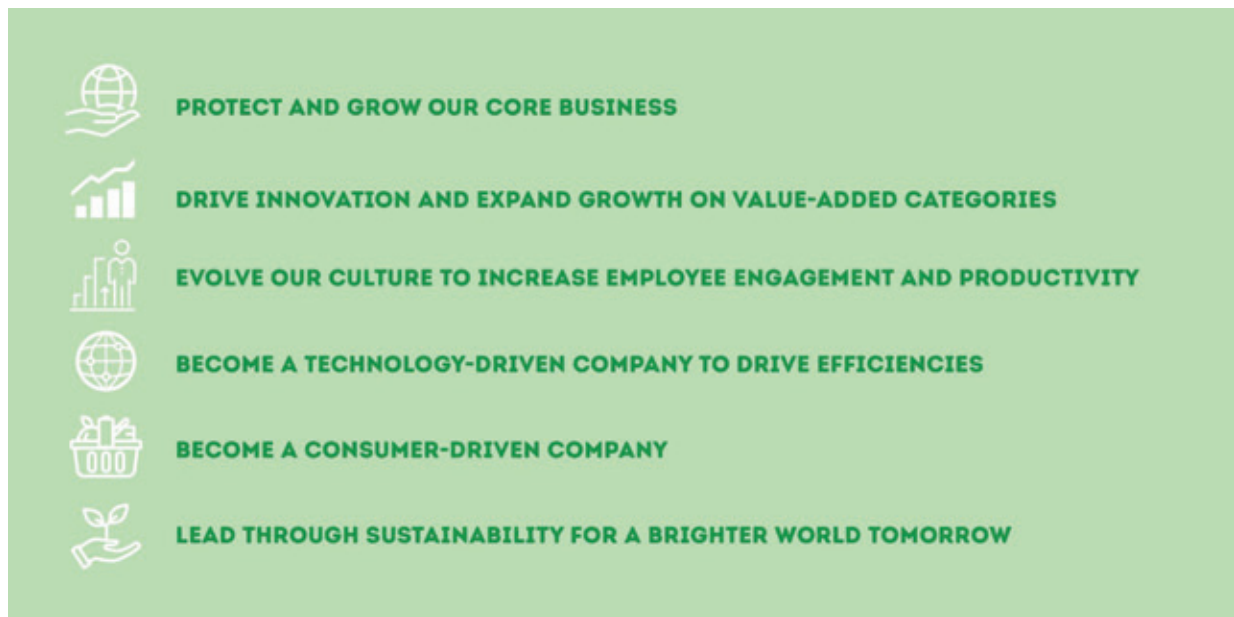 PROTECT AND GROW OUR CORE BUSINESS
DRIVE INNOVATION AND EXPAND GROWTH ON VALUE-ADDED CATEGORIES
EVOLVE OUR CULTURE TO INCREASE EMPLOYEE ENGAGEMENT AND PRODUCTIVITY
BECOME A TECHNOLOGY-DRIVEN COMPANY TO DRIVE EFFICIENCIES
BECOME A CONSUMER-DRIVEN COMPANY
LEAD THROUGH SUSTAINABILITY FOR A BRIGHTER WORLD TOMORROW